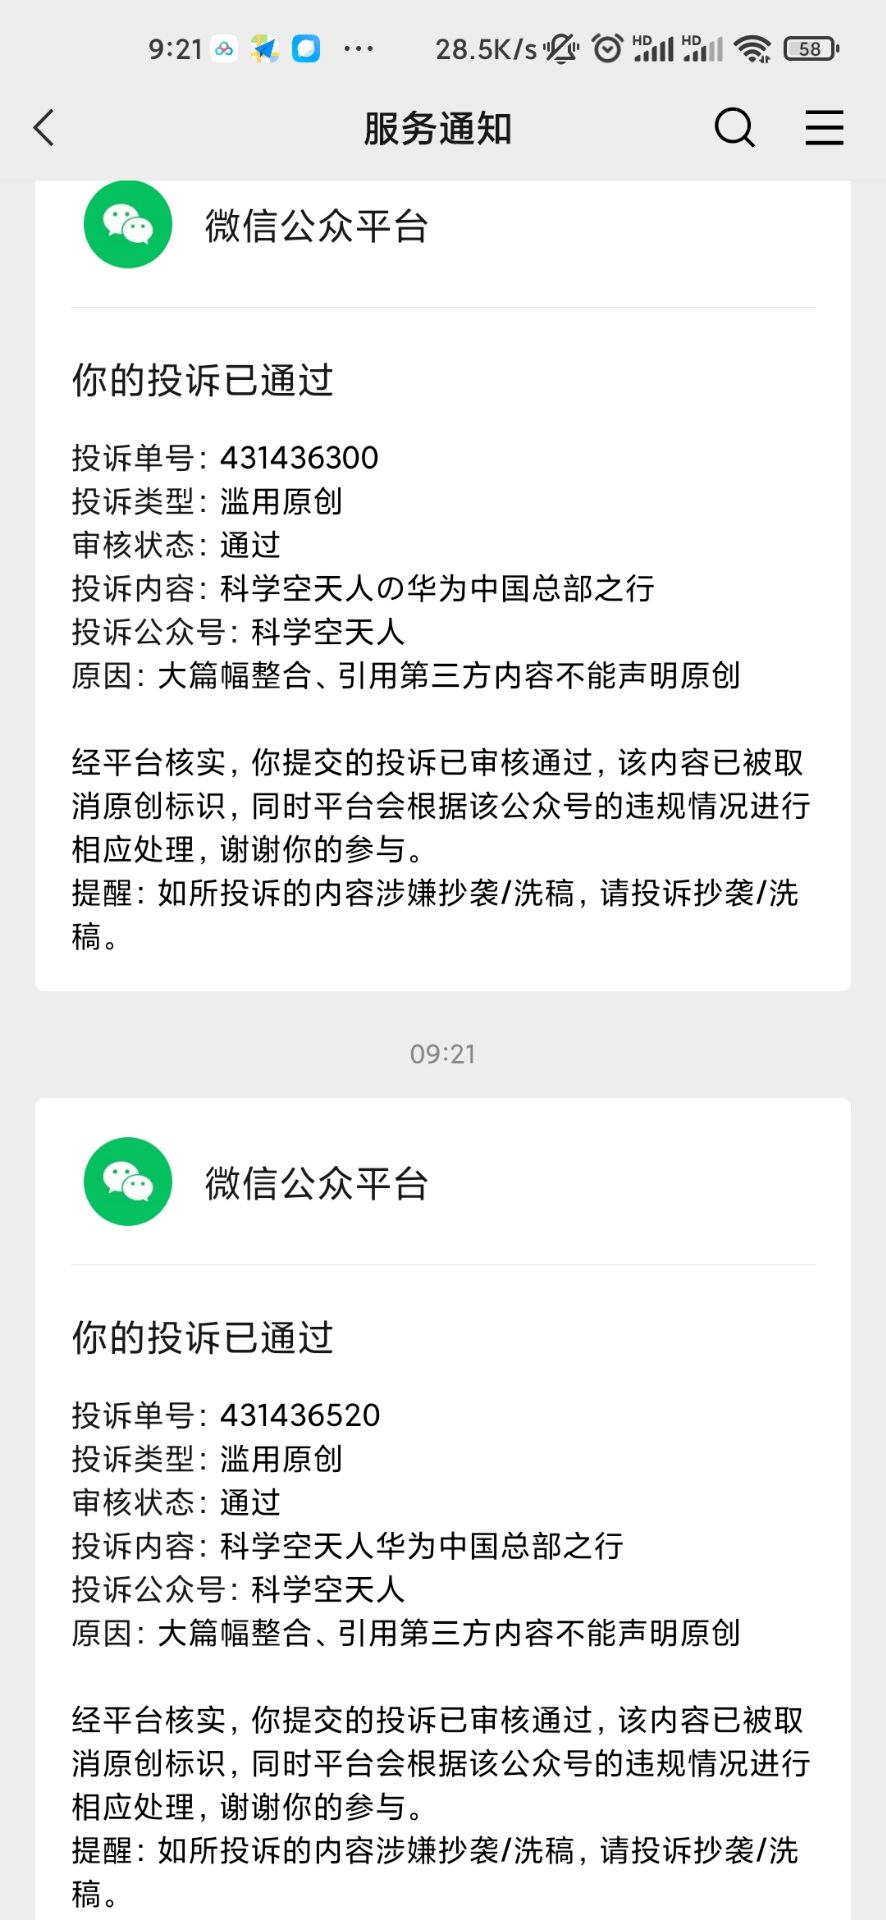 9:21
28.5K/s
HD
HD
58
服务通知
微信公众平台
你的投诉已通过
投诉单号：431436300
投诉类型：滥用原创
审核状态：通过
投诉内容：科学空天人の华为中国总部之行
投诉公众号：科学空天人
原因：大篇幅整合、引用第三方内容不能声明原创
经平台核实，你提交的投诉已审核通过，该内容已被取
消原创标识，同时平台会根据该公众号的违规情况进行
相应处理，谢谢你的参与。
提醒：如所投诉的内容涉嫌抄袭/洗稿，请投诉抄袭/洗
稿。
09:21
微信公众平台
你的投诉已通过
投诉单号：431436520
投诉类型：滥用原创
审核状态：通过
投诉内容：科学空天人华为中国总部之行
投诉公众号：科学空天人
原因：大篇幅整合、引用第三方内容不能声明原创
经平台核实，你提交的投诉已审核通过，该内容已被取
消原创标识，同时平台会根据该公众号的违规情况进行
相应处理，谢谢你的参与。
提醒：如所投诉的内容涉嫌抄袭/洗稿，请投诉抄袭/洗
稿。